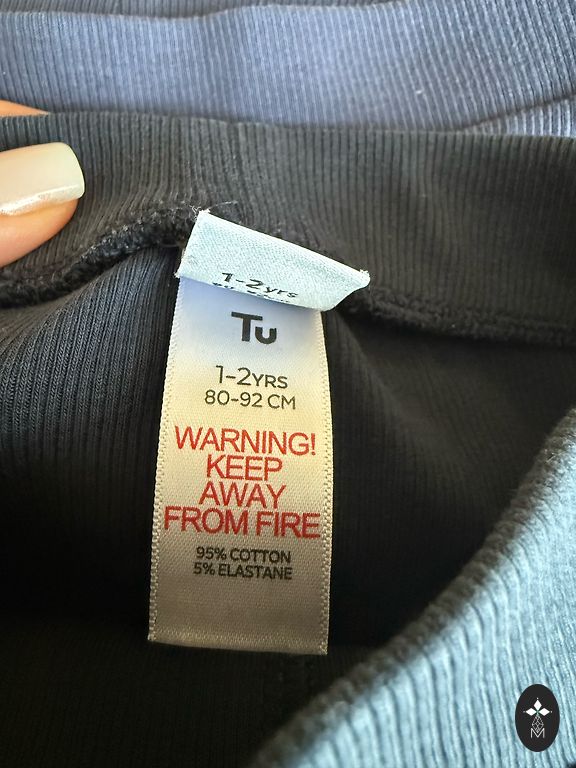 1-2yrs
Tu
1-2YRS
80-92 CM
WARNING!
KEEP
AWAY
FROM FIRE
95% COTTON
5% ELASTANE
M